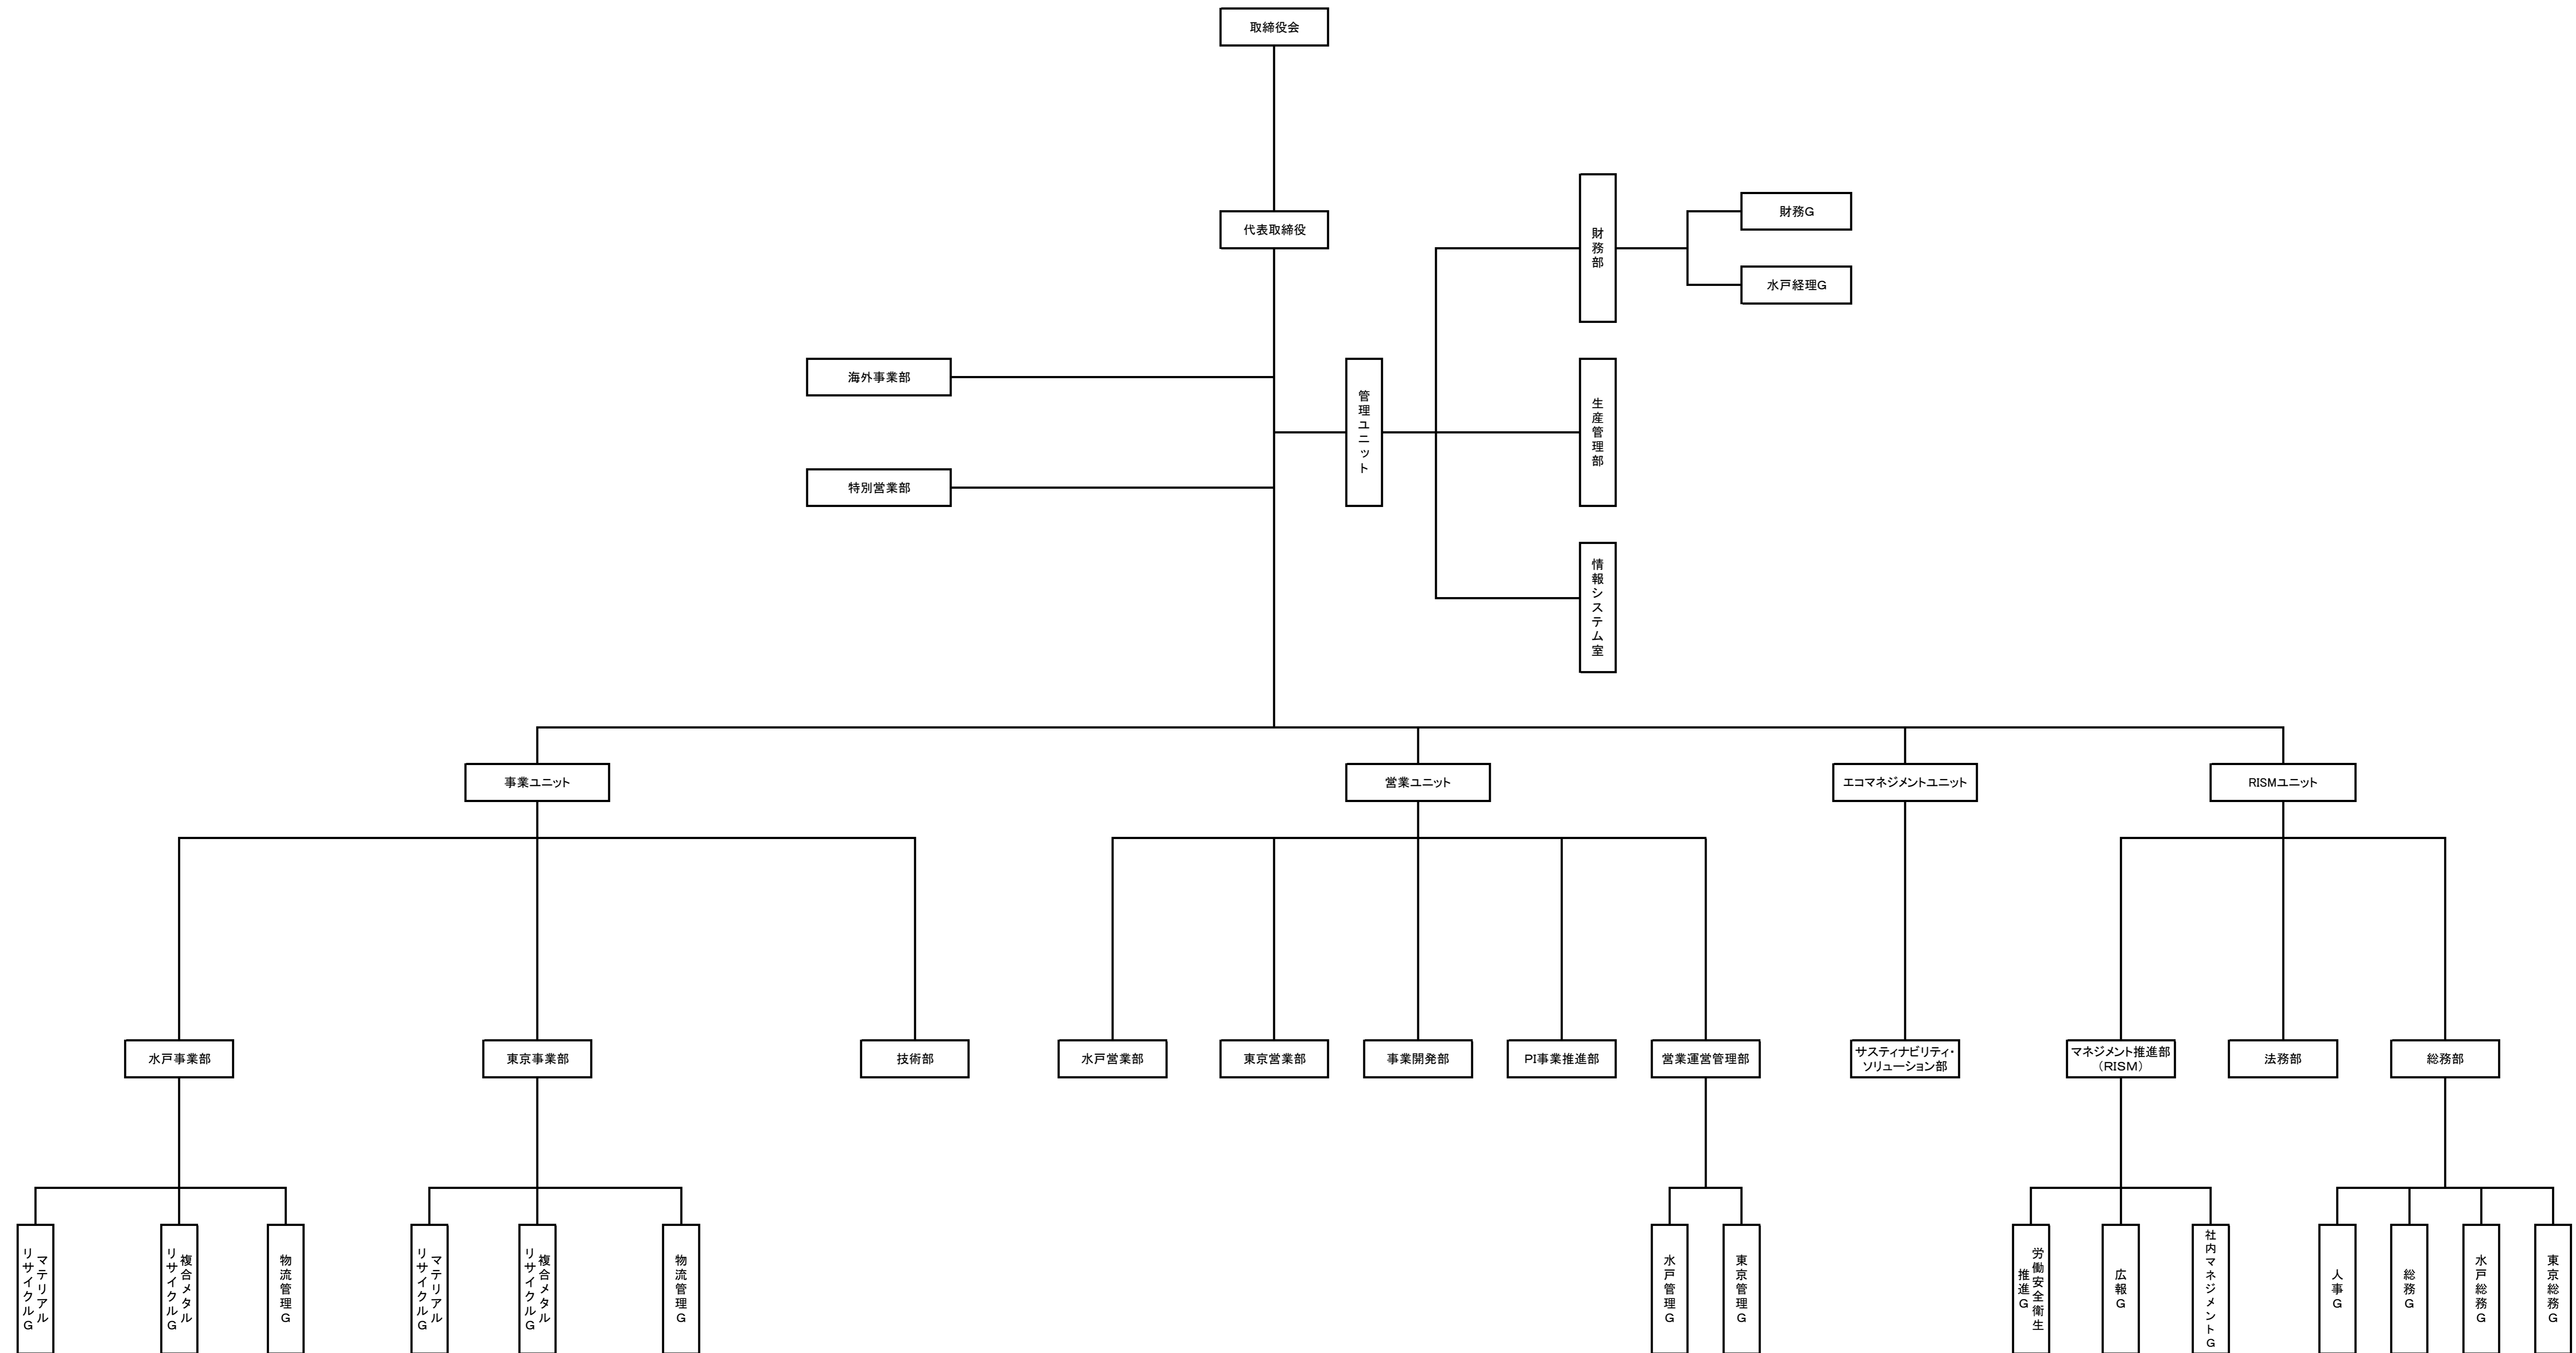 取締役会
代表取締役
財務部
財務G
水戸経理G
海外事業部
管理ユニット
生産管理部
特別営業部
情報システム室
事業ユニット
営業ユニット
エコマネジメントユニット
RISMユニット
水戸事業部
東京事業部
技術部
水戸営業部
東京営業部
事業開発部
PI事業推進部
営業運営管理部
サスティナビリティ・
ソリューション部
マネジメント推進部
（RISM）
法務部
総務部
マテリアル
リサイクルG
複合メタル
リサイクルG
物流管理G
マテリアル
リサイクルG
複合メタル
リサイクルG
物流管理G
水戸管理G
東京管理G
労働安全衛生
推進G
広報G
社内マネジメントG
人事G
総務G
水戸総務G
東京総務G